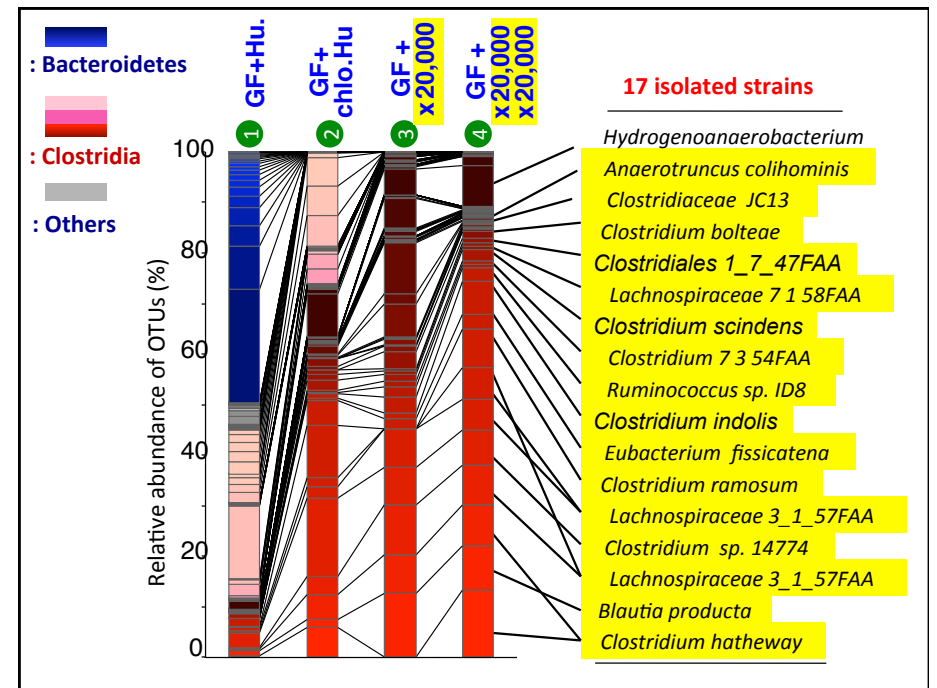 : Bacteroidetes
: Clostridia
: Others
GF+Hu.
GF+
chlo.Hu
GF +
x20,000
GF +
x20,000
x20,000
1
2
3
4
17 isolated strains
Relative abundance of OTUs (%)
100
80
60
40
20
0
Hydrogenoanaerobacterium
Anaerotruncus colihominis
Clostridiaceae JC13
Clostridium bolteae
Clostridiales 1_7_47FAA
Lachnospiraceae 7 1 58FAA
Clostridium scindens
Clostridium 7 3 54FAA
Ruminococcus sp. ID8
Clostridium indolis
Eubacterium fissicatena
Clostridium ramosum
Lachnospiraceae 3_1_57FAA
Clostridium sp. 14774
Lachnospiraceae 3_1_57FAA
Blautia producta
Clostridium hatheway